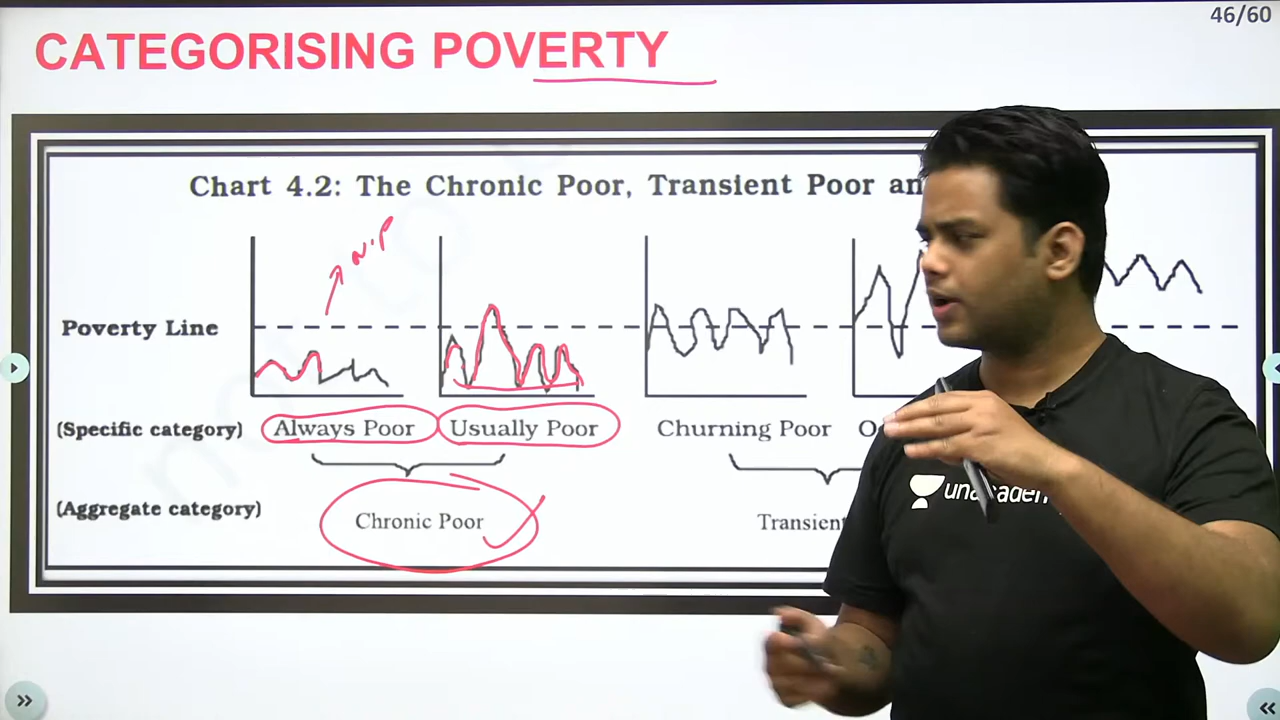 46/60
CATEGORISING POVERTY
Chart 4.2: The Chronic Poor, Transient Poor an
N.P
Poverty Line
(Specific category) Always Poor Usually Poor Churning Poor O
(Aggregate category) Chronic Poor Transient
unacadem